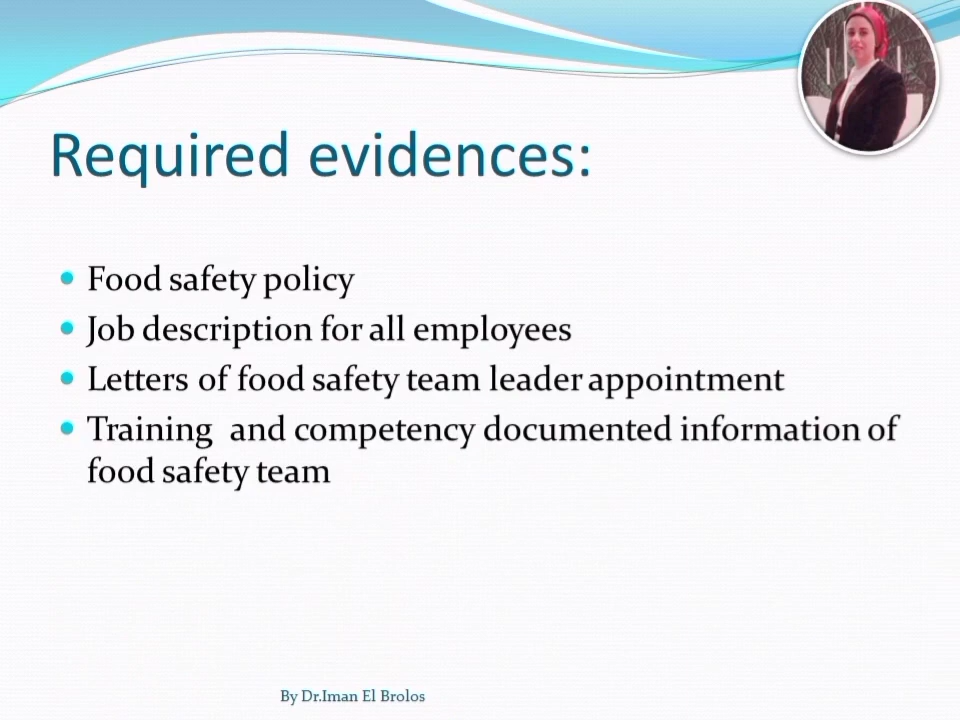 Required evidences:
Food safety policy
Job description for all employees
Letters of food safety team leader appointment
Training and competency documented information of
food safety team
By Dr.Iman El Brolos